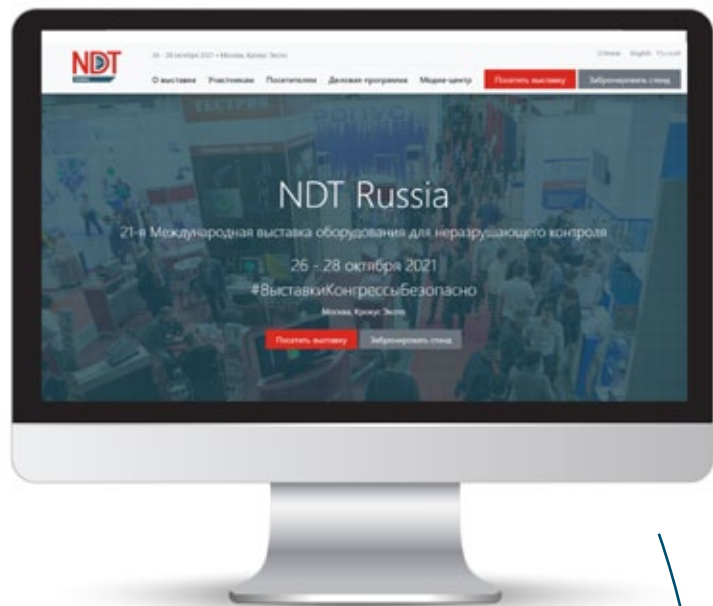 NDT
26 - 28 октября 2021 • Москва, Крокус Экспо
English Русский
О выставке Участникам Посетителям Деловая программа Медиа-центр Посетить выставку Забронировать стенд
NDT Russia
21-я Международная выставка оборудования для неразрушающего контроля
26 - 28 октября 2021
#ВыставкиКонгрессыБезопасно
Москва, Крокус Экспо
Посетить выставку Забронировать стенд